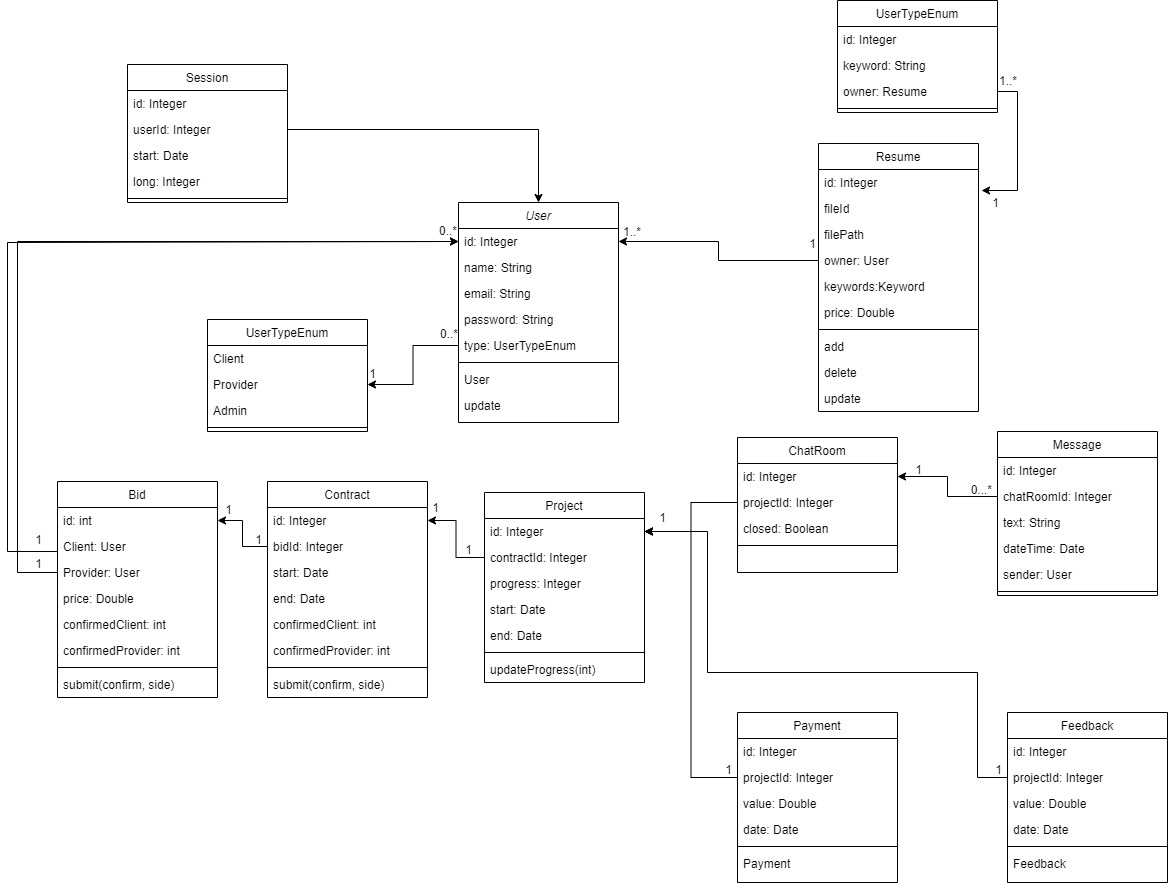 UserTypeEnum
id: Integer
keyword: String
owner: Resume
1..*
1
Session
id: Integer
userId: Integer
start: Date
long: Integer
Resume
id: Integer
fileId
filePath
owner: User
keywords:Keyword
price: Double
add
delete
update
1
1..*
User
id: Integer
name: String
email: String
password: String
type: UserTypeEnum
User
update
0..*
0..*
1
UserTypeEnum
Client
Provider
Admin
ChatRoom
id: Integer
projectId: Integer
closed: Boolean
1
0...*
Message
id: Integer
chatRoomId: Integer
text: String
dateTime: Date
sender: User
Bid
id: int
Client: User
Provider: User
price: Double
confirmedClient: int
confirmedProvider: int
submit(confirm, side)
1
1
1
1
Contract
id: Integer
bidId: Integer
start: Date
end: Date
confirmedClient: int
confirmedProvider: int
submit(confirm, side)
1
1
Project
id: Integer
contractId: Integer
progress: Integer
start: Date
end: Date
updateProgress(int)
1
Payment
id: Integer
projectId: Integer
value: Double
date: Date
Payment
1
Feedback
id: Integer
projectId: Integer
value: Double
date: Date
Feedback
1